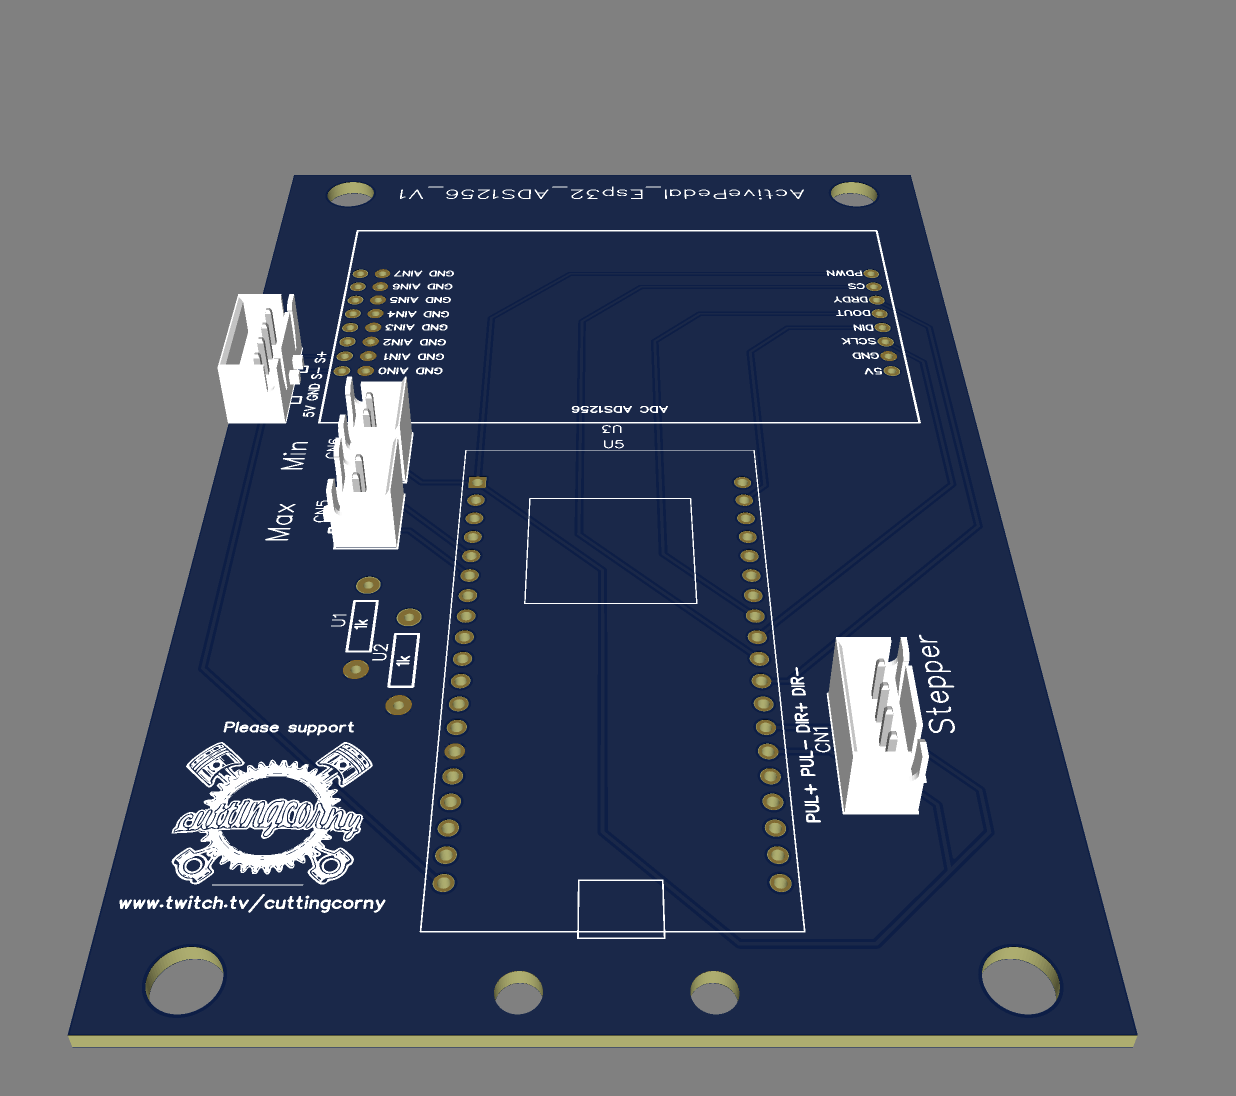 ActivePedal_Esp32_ADS1256_V1
GND AIN7
GND AIN6
GND AIN5
GND AIN4
GND AIN3
GND AIN2
GND AIN1
GND AIN0
PDWN
CS
DRDY
DOUT
DIN
SCLK
GND
5V
ADC ADS1256
U3
U5
5V GND S- S+
Min
CN6
Max
CN5
U1
1k
U2
1k
PUL+ PUL- DIR+ DIR-
CN1
Stepper
Please support
cuttingcorny
www.twitch.tv/cuttingcorny